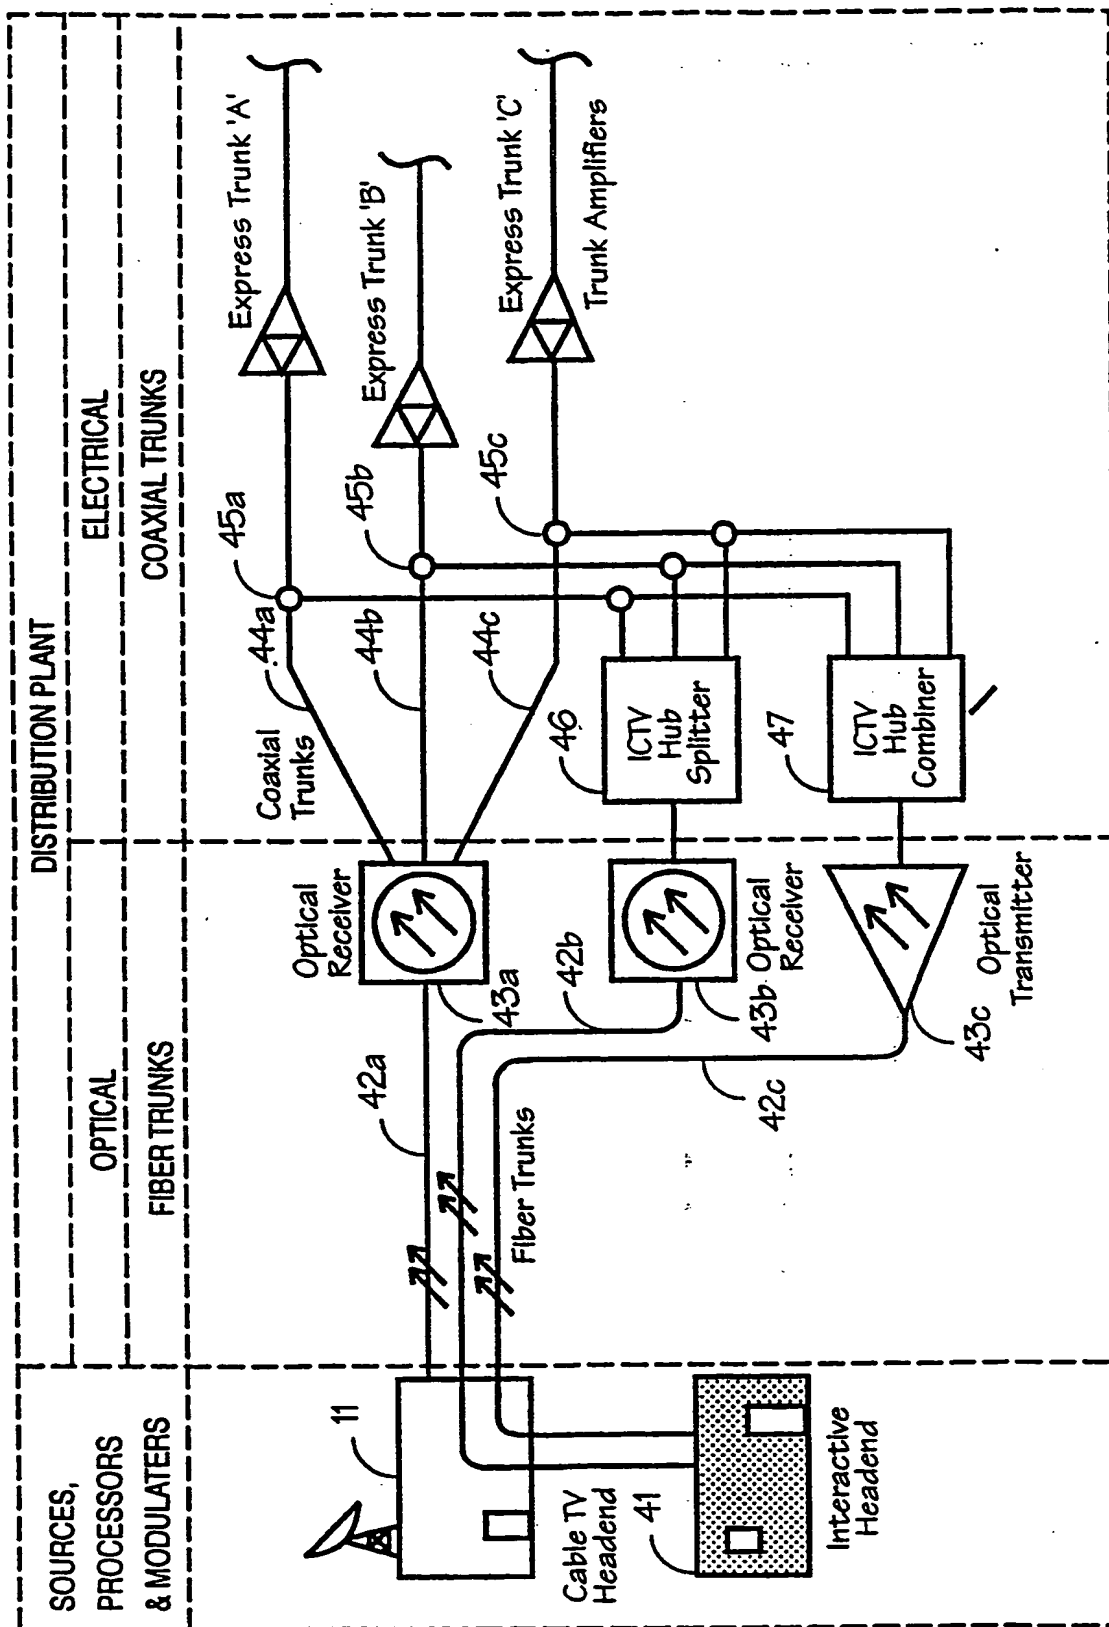 DISTRIBUTION PLANT
SOURCES,
PROCESSORS
& MODULATERS
OPTICAL
ELECTRICAL
FIBER TRUNKS
COAXIAL TRUNKS
Express Trunk 'A'
Express Trunk 'B'
Express Trunk 'C'
Trunk Amplifiers
45a
45b
45c
44a
44b
44c
Coaxial
Trunks
Optical
Receiver
43a
42a
11
Cable TV
Headend
41
Interactive
Headend
Fiber Trunks
42b
42c
43b
Optical
Receiver
43c
Optical
Transmitter
46
ICTV
Hub
Splitter
47
ICTV
Hub
Combiner